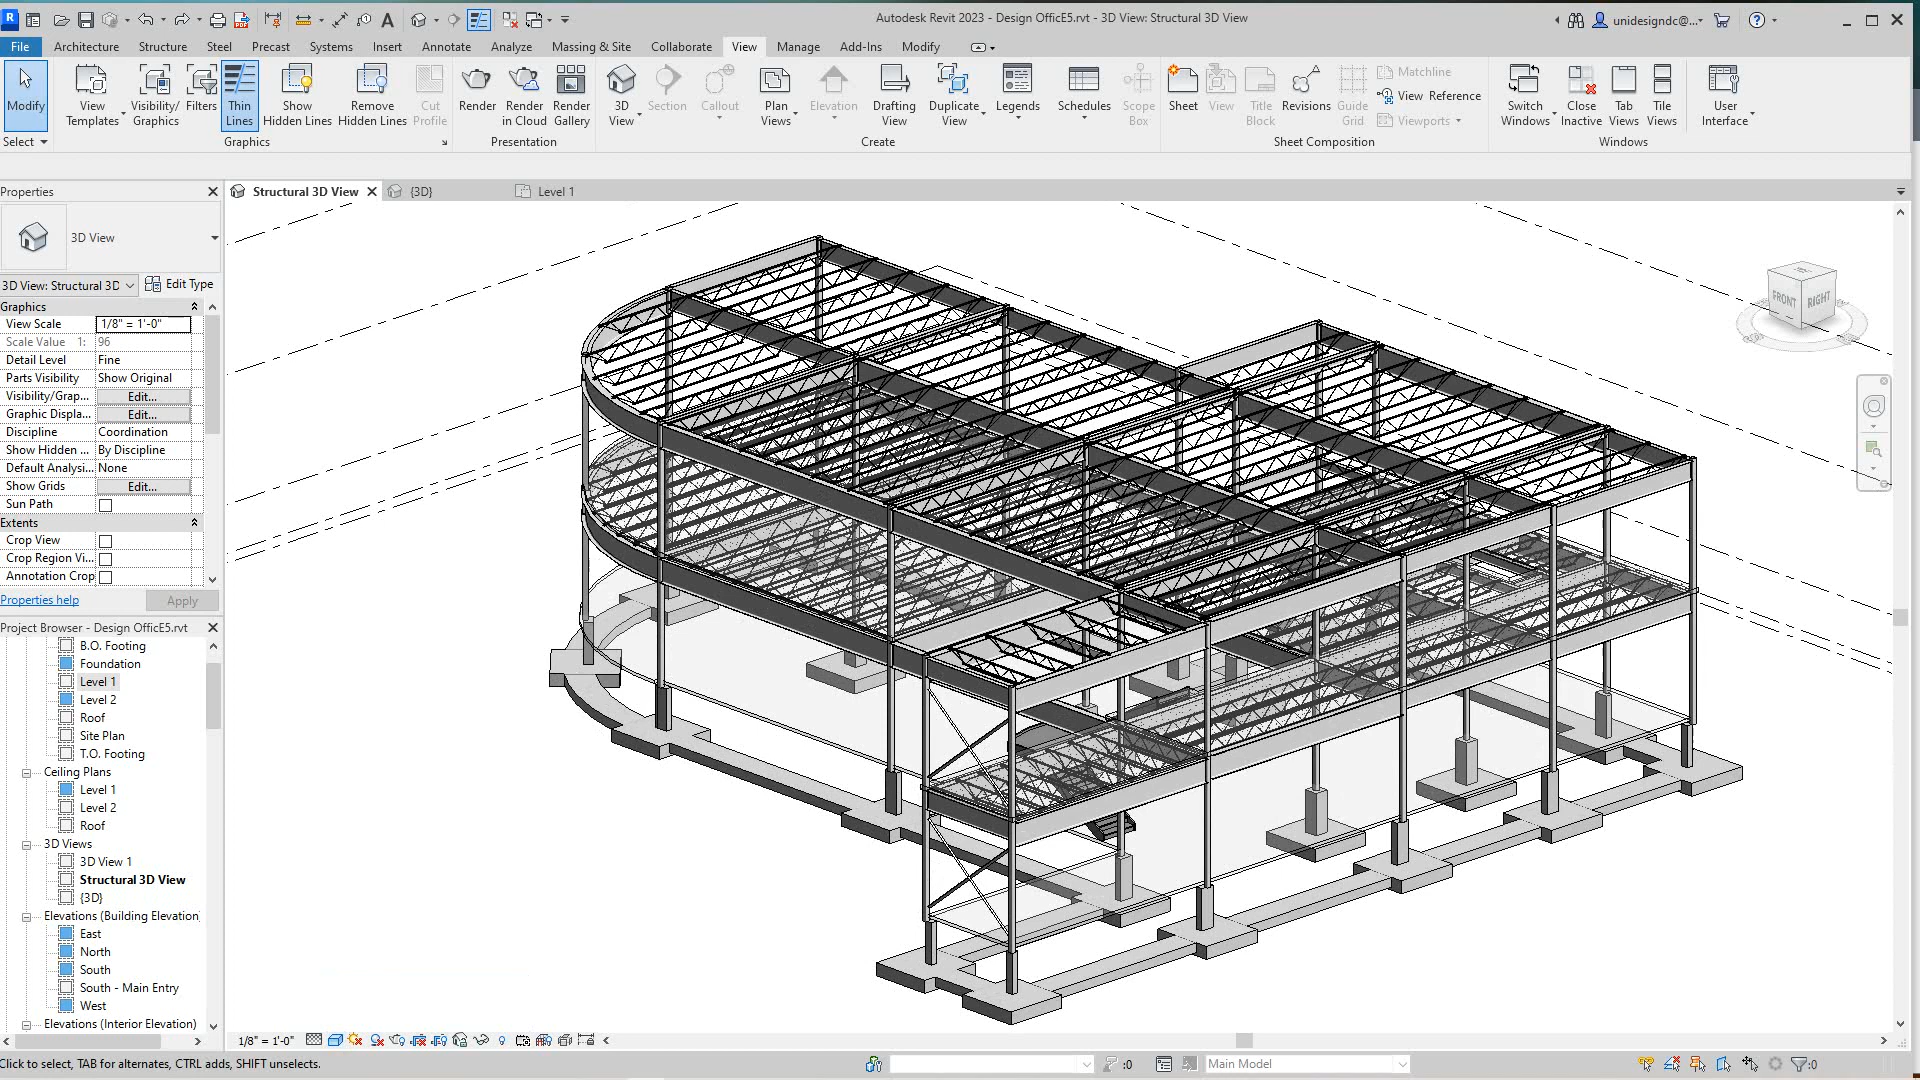 Autodesk Revit 2023 - Design OfficE5.rvt - 3D View: Structural 3D View
unidesigndc@...
File Architecture Structure Steel Precast Systems Insert Annotate Analyze Massing & Site Collaborate View Manage Add-Ins Modify
Modify
View Templates
Visibility/ Graphics
Filters
Thin Lines
Show Hidden Lines
Remove Hidden Lines
Cut Profile
Render
Render in Cloud
Render Gallery
3D View
Section
Callout
Plan Views
Elevation
Drafting View
Duplicate View
Legends
Schedules
Scope Box
Sheet
View
Title Block
Revisions
Guide Grid
Matchline
View Reference
Viewports
Switch Windows
Close Inactive
Tab Views
Tile Views
User Interface
Select Graphics Presentation Create Sheet Composition Windows
Properties
Structural 3D View {3D} Level 1
3D View
3D View: Structural 3D Edit Type
Graphics
View Scale 1/8" = 1'-0"
Scale Value 1: 96
Detail Level Fine
Parts Visibility Show Original
Visibility/Grap... Edit...
Graphic Displa... Edit...
Discipline Coordination
Show Hidden ... By Discipline
Default Analysi... None
Show Grids Edit...
Sun Path
Extents
Crop View
Crop Region Vi...
Annotation Crop
Properties help Apply
Project Browser - Design OfficE5.rvt
B.O. Footing
Foundation
Level 1
Level 2
Roof
Site Plan
T.O. Footing
Ceiling Plans
Level 1
Level 2
Roof
3D Views
3D View 1
Structural 3D View
{3D}
Elevations (Building Elevation)
East
North
South
South - Main Entry
West
Elevations (Interior Elevation)
FRONT RIGHT
1/8" = 1'-0"
Click to select, TAB for alternates, CTRL adds, SHIFT unselects.
:0
Main Model
:0